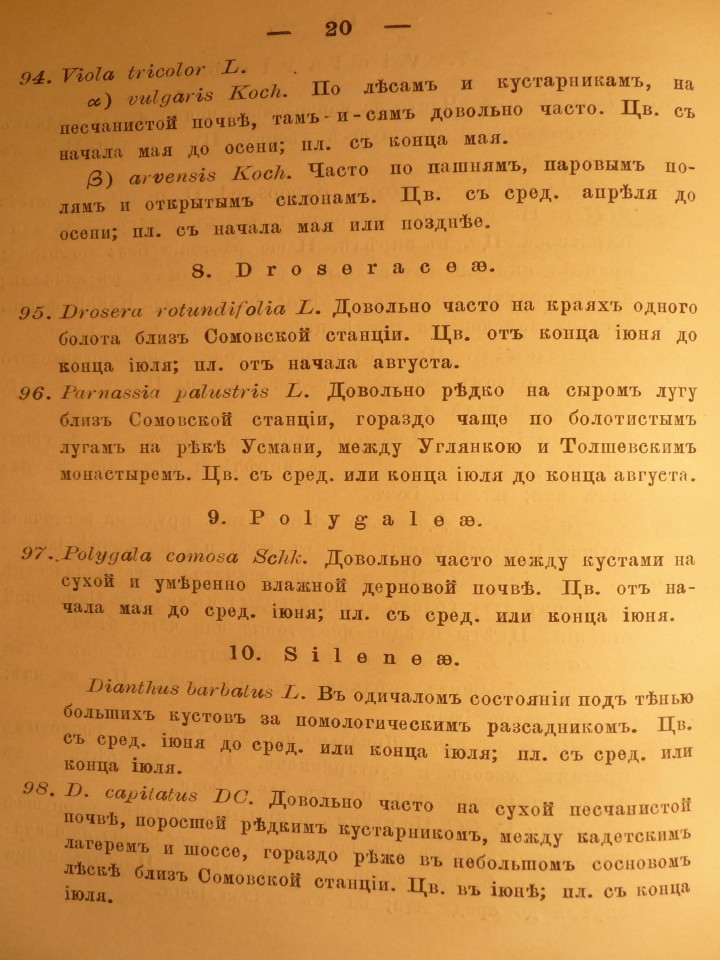 — 20 —
94. Viola tricolor L.
α) vulgaris Koch. По лѣсамъ и кустарникамъ, на
песчанистой почвѣ, тамъ-и-сямъ довольно часто. Цв. съ
начала мая до осени; пл. съ конца мая.
β) arvensis Koch. Часто по пашнямъ, паровымъ по-
лямъ и открытымъ склонамъ. Цв. съ сред. апрѣля до
осени; пл. съ начала мая или позднѣе.
8. Droseraceæ.
95. Drosera rotundifolia L. Довольно часто на краяхъ одного
болота близъ Сомовской станціи. Цв. отъ конца іюня до
конца іюля; пл. отъ начала августа.
96. Parnassia palustris L. Довольно рѣдко на сыромъ лугу
близъ Сомовской станціи, гораздо чаще по болотистымъ
лугамъ на рѣкѣ Усмани, между Углянкою и Толшевскимъ
монастыремъ. Цв. съ сред. или конца іюля до конца августа.
9. Polygaleæ.
97. Polygala comosa Schk. Довольно часто между кустами на
сухой и умѣренно влажной дерновой почвѣ. Цв. отъ на-
чала мая до сред. іюня; пл. съ сред. или конца іюня.
10. Sileneæ.
Dianthus barbatus L. Въ одичаломъ состояніи подъ тѣнью
большихъ кустовъ за помологическимъ разсадникомъ. Цв.
съ сред. іюня до сред. или конца іюля; пл. съ сред. или
конца іюля.
98. D. capitatus DC. Довольно часто на сухой песчанистой
почвѣ, поросшей рѣдкимъ кустарникомъ, между кадетскимъ
лагеремъ и шоссе, гораздо рѣже въ небольшомъ сосновомъ
лѣскѣ близъ Сомовской станціи. Цв. въ іюнѣ; пл. съ конца
іюля.